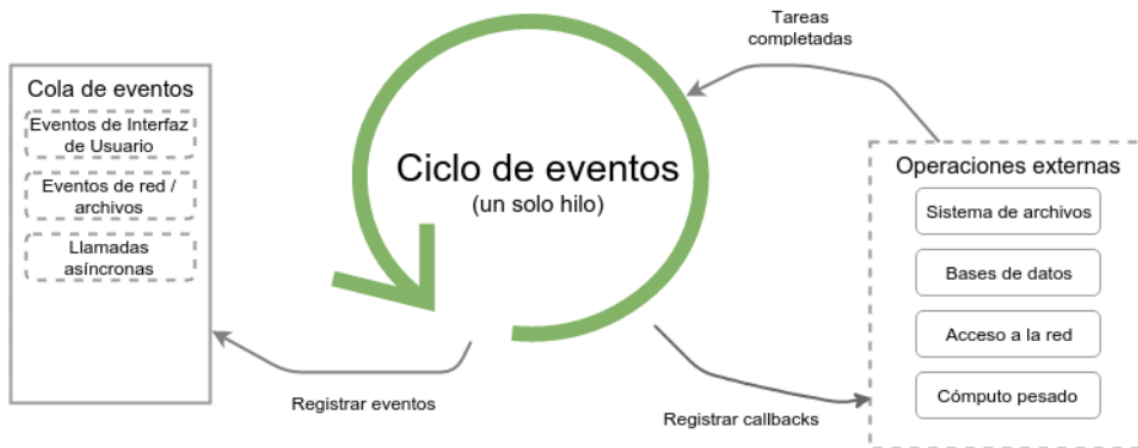 Tareas
completadas
Cola de eventos
Eventos de Interfaz
de Usuario
Eventos de red /
archivos
Llamadas
asíncronas
Ciclo de eventos
(un solo hilo)
Operaciones externas
Sistema de archivos
Bases de datos
Acceso a la red
Cómputo pesado
Registrar eventos
Registrar callbacks